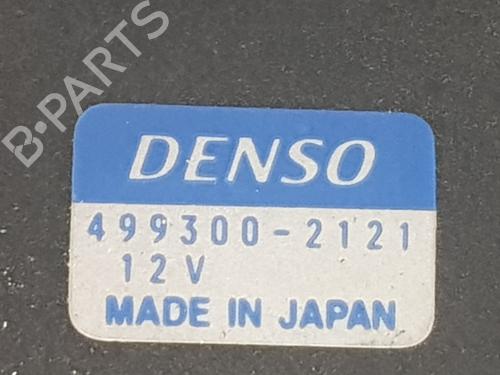 B-PARTS
DENSO
499300-2121
12V
MADE IN JAPAN